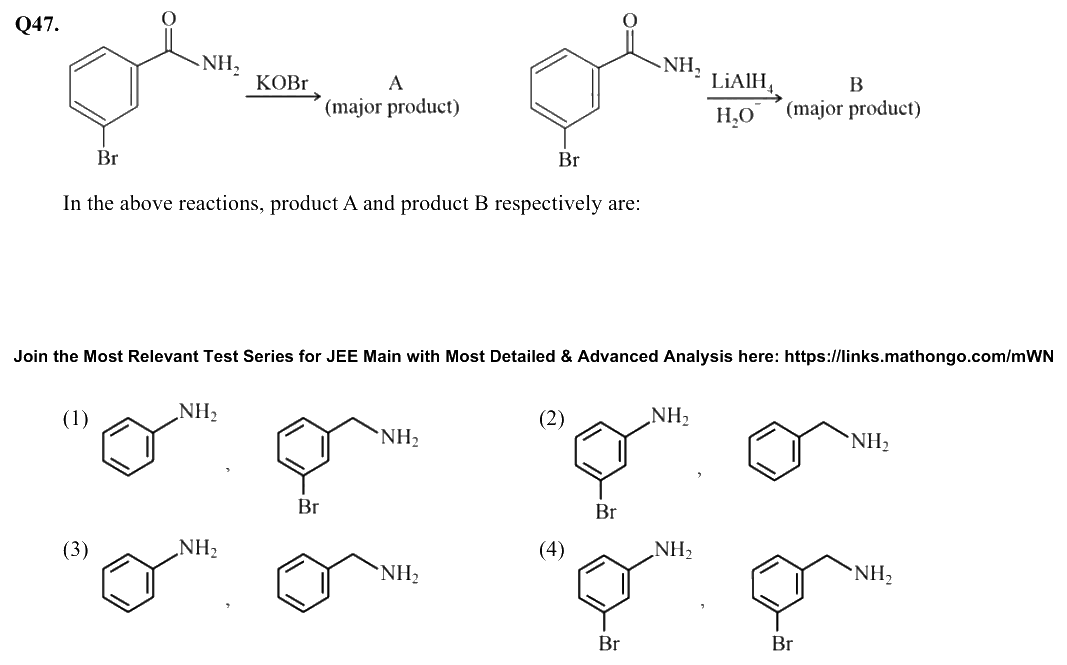 Q47.
O
NH₂
KOBr
A
(major product)
Br
O
NH₂
LiAlH₄
H₂O⁻
B
(major product)
Br
In the above reactions, product A and product B respectively are:
Join the Most Relevant Test Series for JEE Main with Most Detailed & Advanced Analysis here: https://links.mathongo.com/mWN
(1)
NH₂
,
NH₂
Br
(2)
NH₂
Br
,
NH₂
(3)
NH₂
,
NH₂
(4)
NH₂
Br
,
NH₂
Br